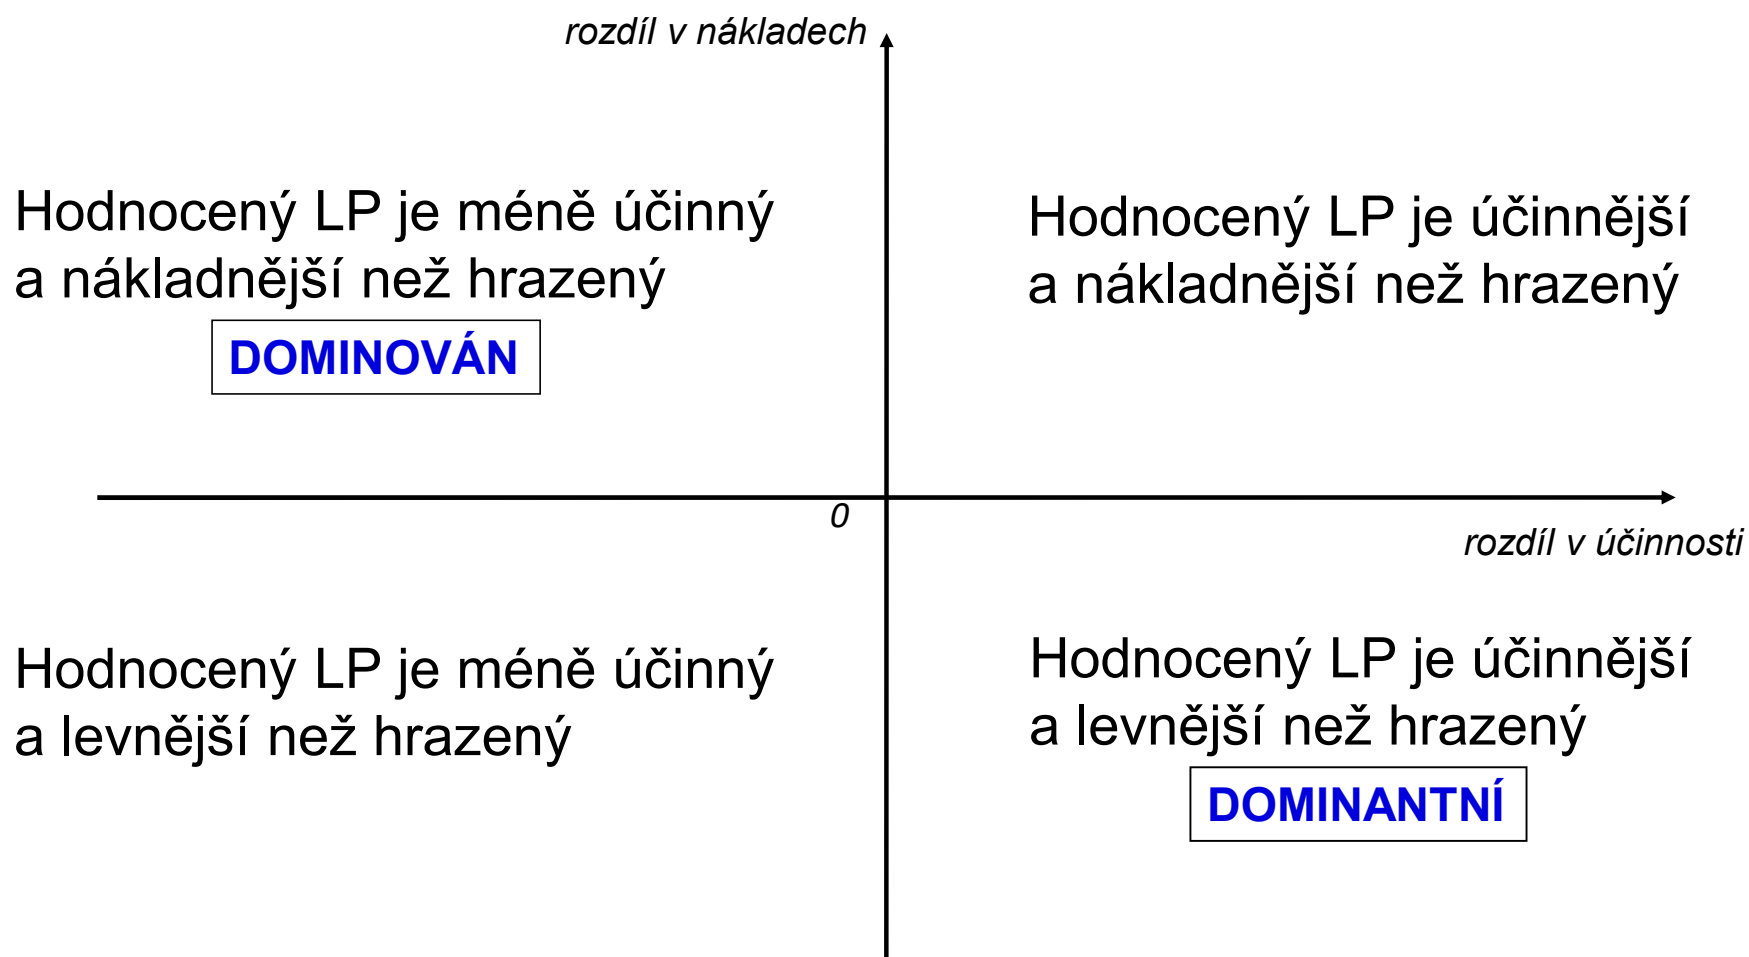 rozdíl v nákladech
Hodnocený LP je méně účinný
a nákladnější než hrazený
DOMINOVÁN
Hodnocený LP je účinnější
a nákladnější než hrazený
0
rozdíl v účinnosti
Hodnocený LP je méně účinný
a levnější než hrazený
Hodnocený LP je účinnější
a levnější než hrazený
DOMINANTNÍ